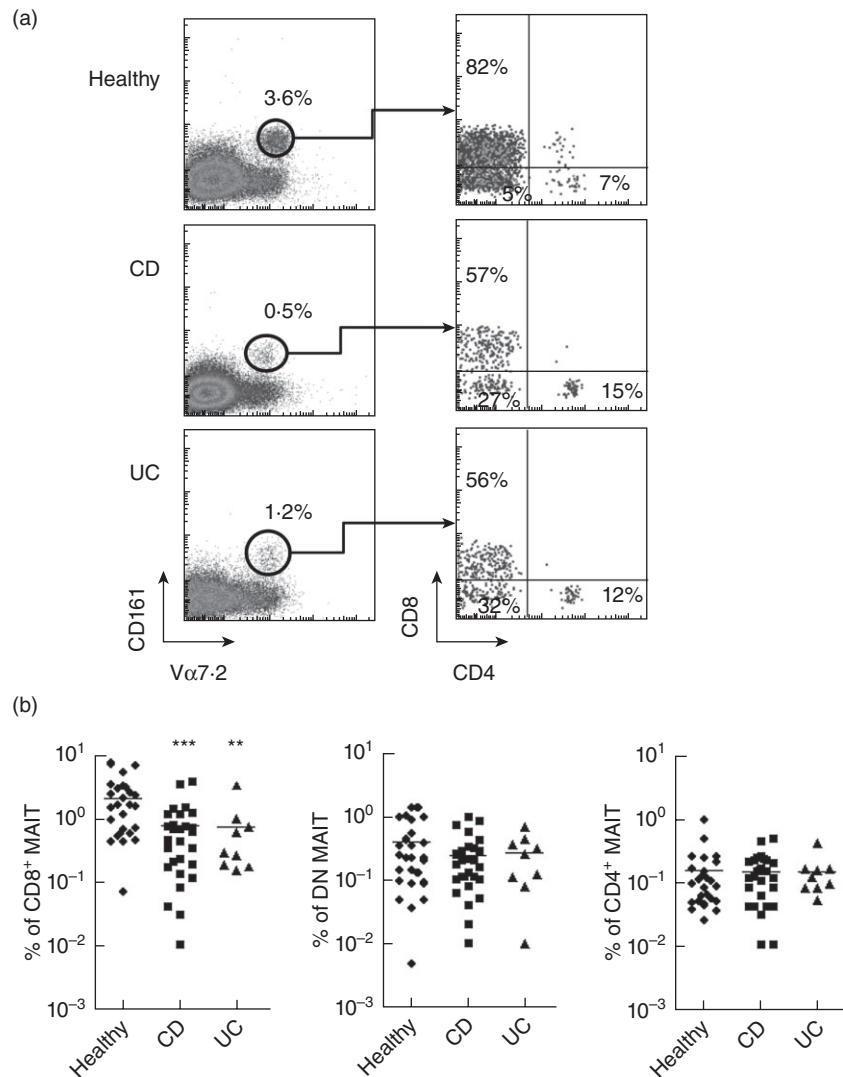 (a)
Healthy
3·6%
82%
5%
7%
CD
0·5%
57%
27%
15%
UC
1·2%
56%
32%
12%
CD161
Vα7·2
CD8
CD4
(b)
*** **
% of CD8⁺ MAIT
10¹
10⁰
10⁻¹
10⁻²
10⁻³
Healthy
CD
UC
% of DN MAIT
10¹
10⁰
10⁻¹
10⁻²
10⁻³
Healthy
CD
UC
% of CD4⁺ MAIT
10¹
10⁰
10⁻¹
10⁻²
10⁻³
Healthy
CD
UC